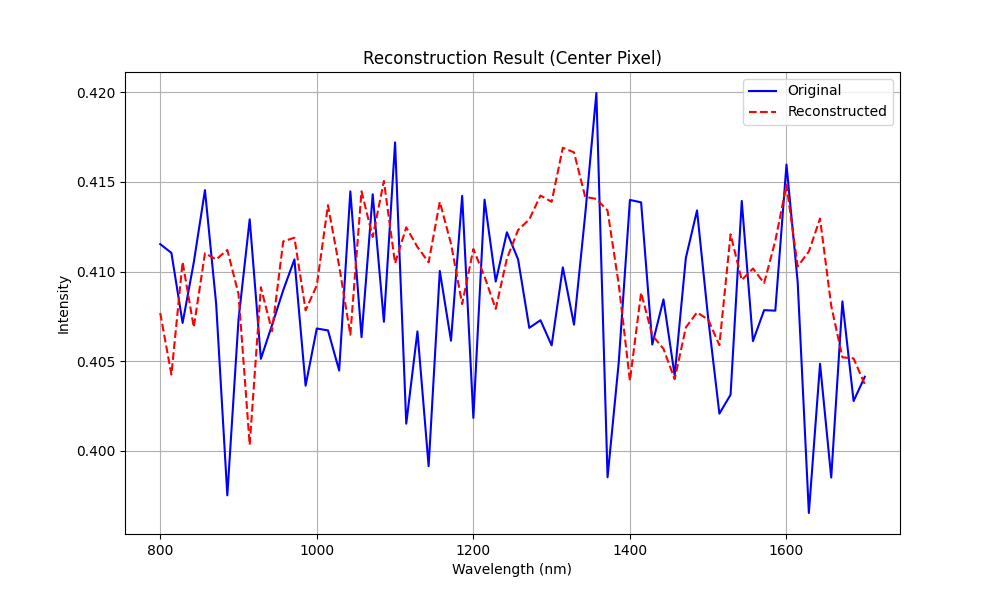 Reconstruction Result (Center Pixel)
Original
Reconstructed
0.420
0.415
0.410
0.405
0.400
Intensity
800 1000 1200 1400 1600
Wavelength (nm)